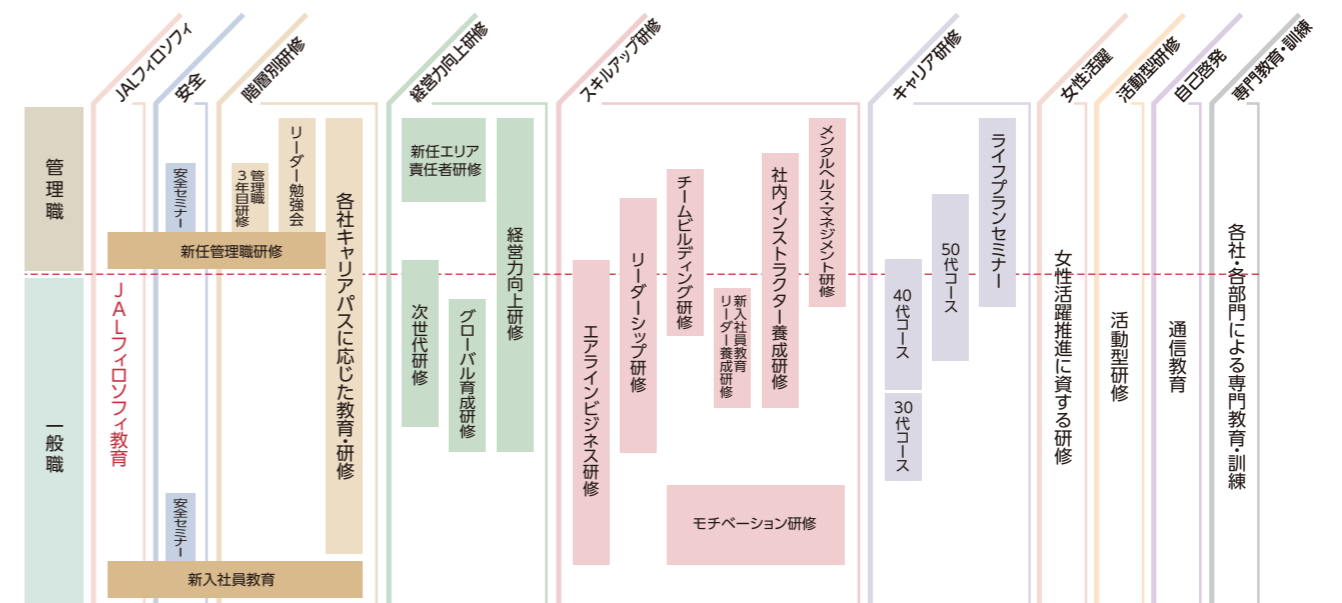 JALフィロソフィ
安全
階層別研修
経営力向上研修
スキルアップ研修
キャリア研修
女性活躍
活動型研修
自己啓発
専門教育・訓練
管理職
一般職
JALフィロソフィ教育
安全セミナー
新任管理職研修
管理職
3年目研修
リーダー勉強会
各社キャリアパスに応じた教育・研修
安全セミナー
新入社員教育
新任エリア
責任者研修
経営力向上研修
次世代研修
グローバル育成研修
エアラインビジネス研修
リーダーシップ研修
チームビルディング研修
新入社員教育
リーダー養成研修
社内インストラクター養成研修
メンタルヘルス・マネジメント研修
モチベーション研修
40代コース
30代コース
50代コース
ライフプランセミナー
女性活躍推進に資する研修
活動型研修
通信教育
各社・各部門による専門教育・訓練